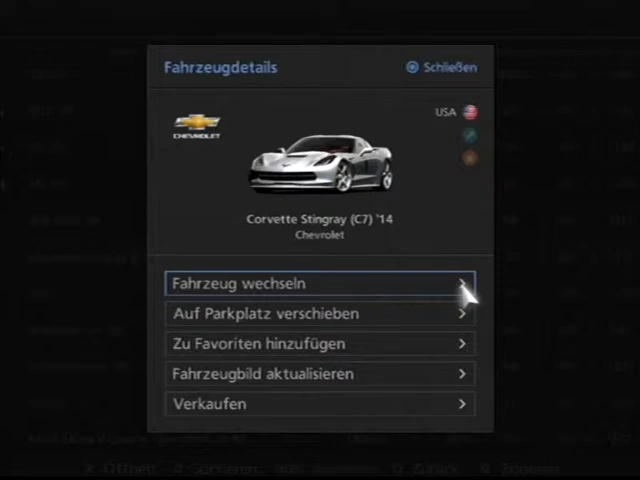 Fahrzeugdetails
Schließen
USA
CHEVROLET
Corvette Stingray (C7) '14
Chevrolet
Fahrzeug wechseln
Auf Parkplatz verschieben
Zu Favoriten hinzufügen
Fahrzeugbild aktualisieren
Verkaufen
Zurück